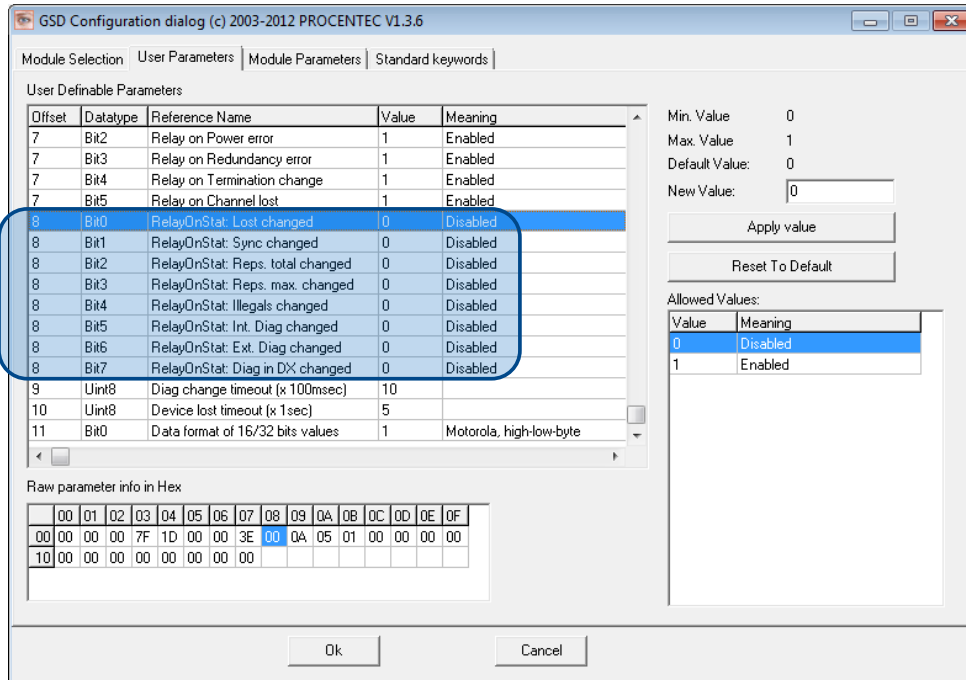 GSD Configuration dialog (c) 2003-2012 PROCENTEC V1.3.6
Module Selection User Parameters Module Parameters Standard keywords
User Definable Parameters
Offset Datatype Reference Name Value Meaning
7 Bit2 Relay on Power error 1 Enabled
7 Bit3 Relay on Redundancy error 1 Enabled
7 Bit4 Relay on Termination change 1 Enabled
7 Bit5 Relay on Channel lost 1 Enabled
8 Bit0 RelayOnStat: Lost changed 0 Disabled
8 Bit1 RelayOnStat: Sync changed 0 Disabled
8 Bit2 RelayOnStat: Reps. total changed 0 Disabled
8 Bit3 RelayOnStat: Reps. max. changed 0 Disabled
8 Bit4 RelayOnStat: Illegals changed 0 Disabled
8 Bit5 RelayOnStat: Int. Diag changed 0 Disabled
8 Bit6 RelayOnStat: Ext. Diag changed 0 Disabled
8 Bit7 RelayOnStat: Diag in DX changed 0 Disabled
9 Uint8 Diag change timeout (x 100msec) 10
10 Uint8 Device lost timeout (x 1sec) 5
11 Bit0 Data format of 16/32 bits values 1 Motorola, high-low-byte
Min. Value 0
Max. Value 1
Default Value: 0
New Value: 0
Apply value
Reset To Default
Allowed Values:
Value Meaning
0 Disabled
1 Enabled
Raw parameter info in Hex
00 01 02 03 04 05 06 07 08 09 0A 0B 0C 0D 0E 0F
00 00 00 00 7F 1D 00 00 3E 00 0A 05 01 00 00 00 00
10 00 00 00 00 00 00 00 00
Ok Cancel